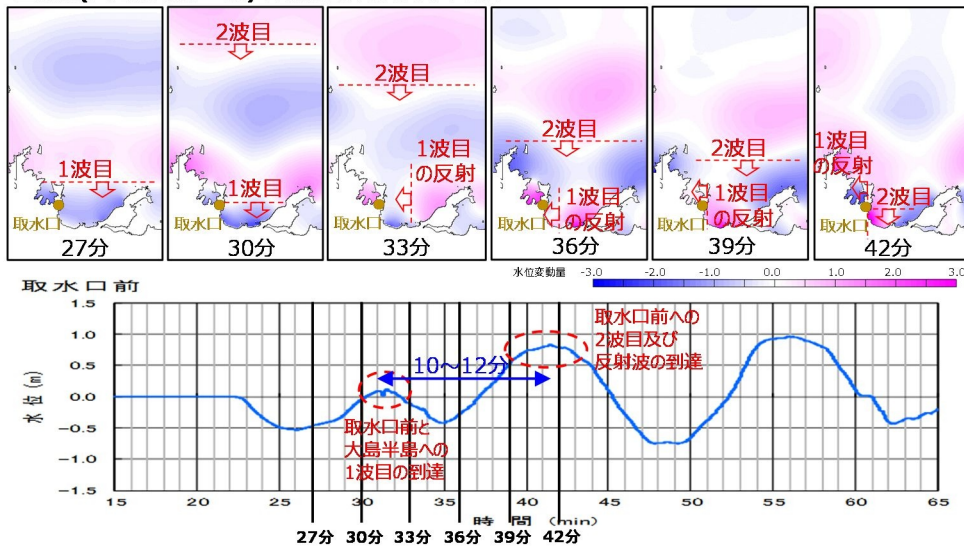 2波目
1波目
取水口
27分
2波目
1波目
取水口
30分
2波目
1波目
の反射
取水口
33分
2波目
1波目
の反射
取水口
36分
2波目
1波目
の反射
取水口
39分
1波目
の反射
2波目
取水口
42分
水位変動量 -3.0 -2.0 -1.0 0.0 1.0 2.0 3.0
取水口前
水位(m)
1.5
1.0
0.5
0.0
-0.5
-1.0
-1.5
10~12分
取水口前への
2波目及び
反射波の到達
取水口前と
大島半島への
1波目の到達
15 20 25 30 35 40 45 50 55 60 65
時間(min)
27分 30分 33分 36分 39分 42分